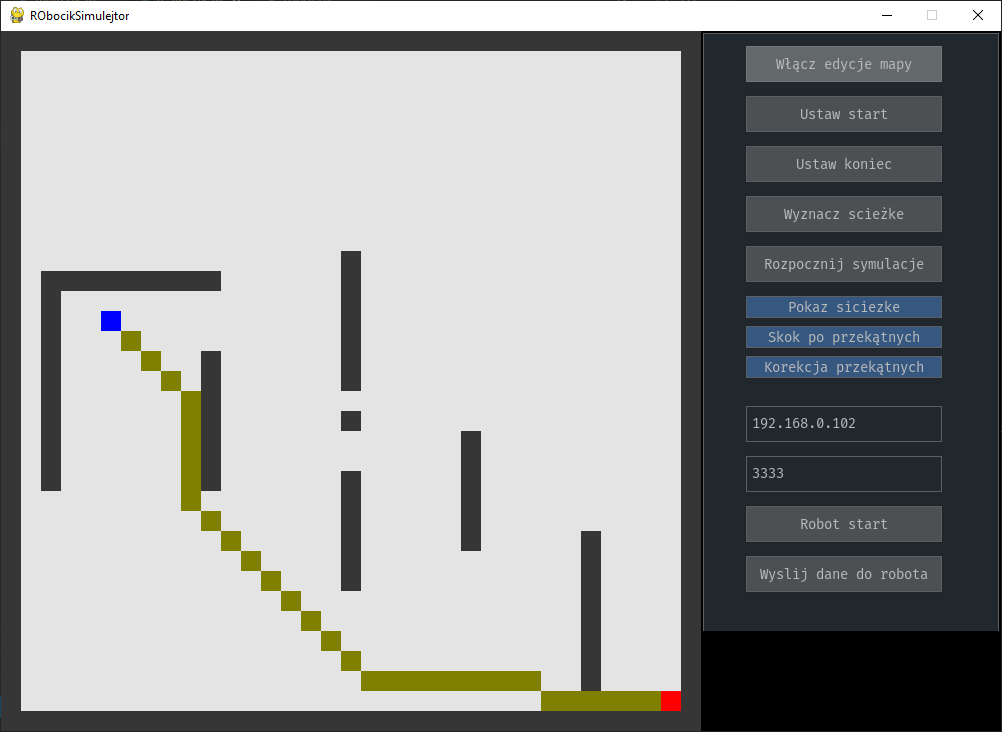 RObocikSimulejtor
Włącz edycje mapy
Ustaw start
Ustaw koniec
Wyznacz scieżke
Rozpocznij symulacje
Pokaz siciezke
Skok po przekątnych
Korekcja przekątnych
192.168.0.102
3333
Robot start
Wyslij dane do robota